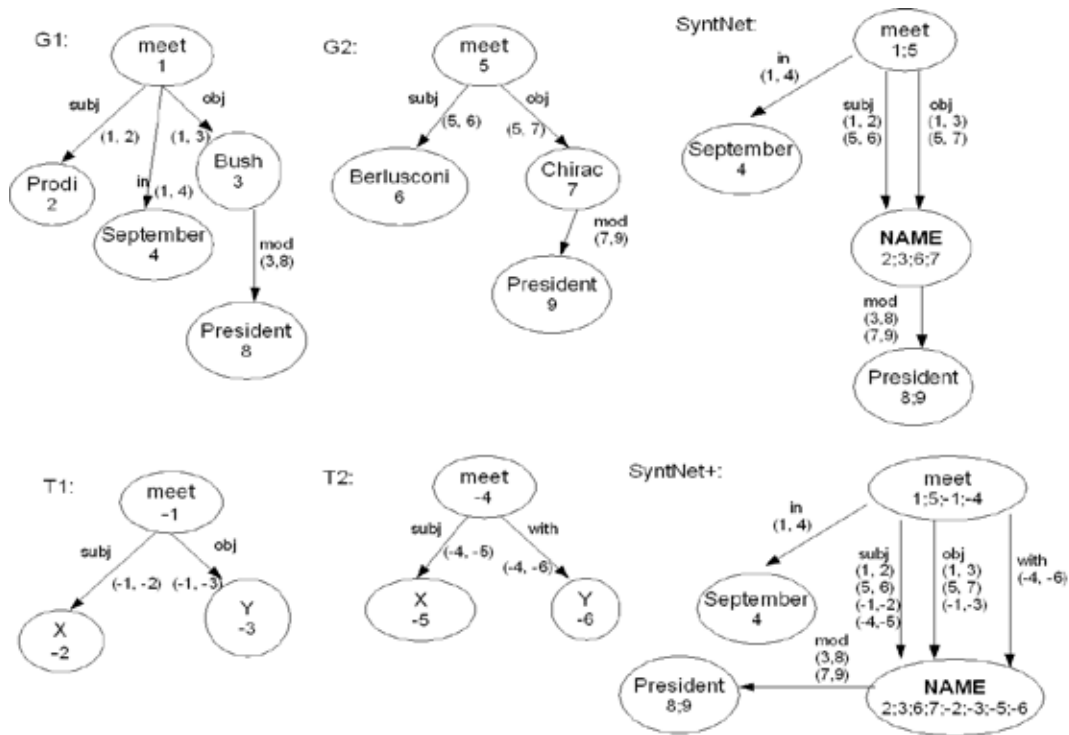 G1:
meet
1
subj
(1, 2)
in
(1, 4)
obj
(1, 3)
Prodi
2
September
4
Bush
3
mod
(3,8)
President
8
G2:
meet
5
subj
(5, 6)
obj
(5, 7)
Berlusconi
6
Chirac
7
mod
(7,9)
President
9
SyntNet:
meet
1;5
in
(1, 4)
September
4
subj
(1, 2)
(5, 6)
obj
(1, 3)
(5, 7)
NAME
2;3;6;7
mod
(3,8)
(7,9)
President
8;9
T1:
meet
-1
subj
(-1, -2)
obj
(-1, -3)
X
-2
Y
-3
T2:
meet
-4
subj
(-4, -5)
with
(-4, -6)
X
-5
Y
-6
SyntNet+:
meet
1;5;-1;-4
in
(1, 4)
September
4
subj
(1, 2)
(5, 6)
(-1,-2)
(-4,-5)
obj
(1, 3)
(5, 7)
(-1,-3)
with
(-4, -6)
mod
(3,8)
(7,9)
President
8;9
NAME
2;3;6;7;-2;-3;-5;-6